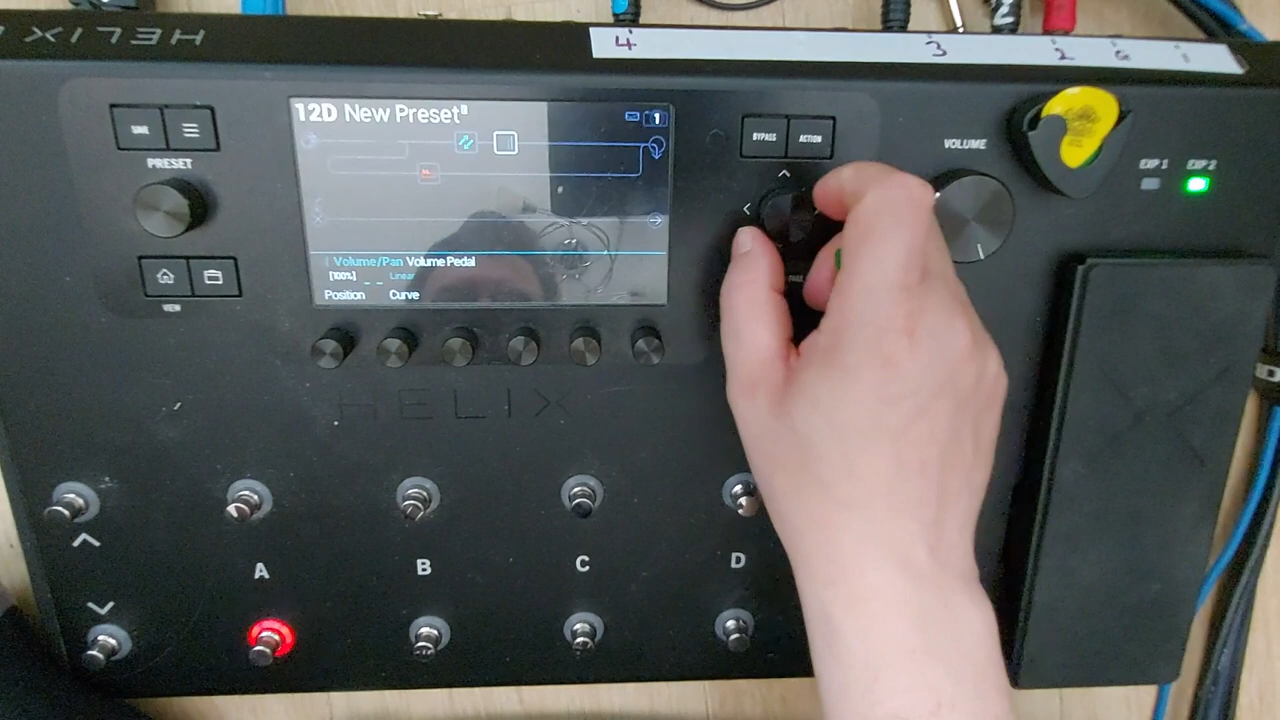 HELIX
4 3 2 6
2
12D New Preset
1
BYPASS ACTION
PRESET
VOLUME
EXP 1 EXP 2
Volume/Pan Volume Pedal
[100%] Linear
Position Curve
HELIX
A B C D